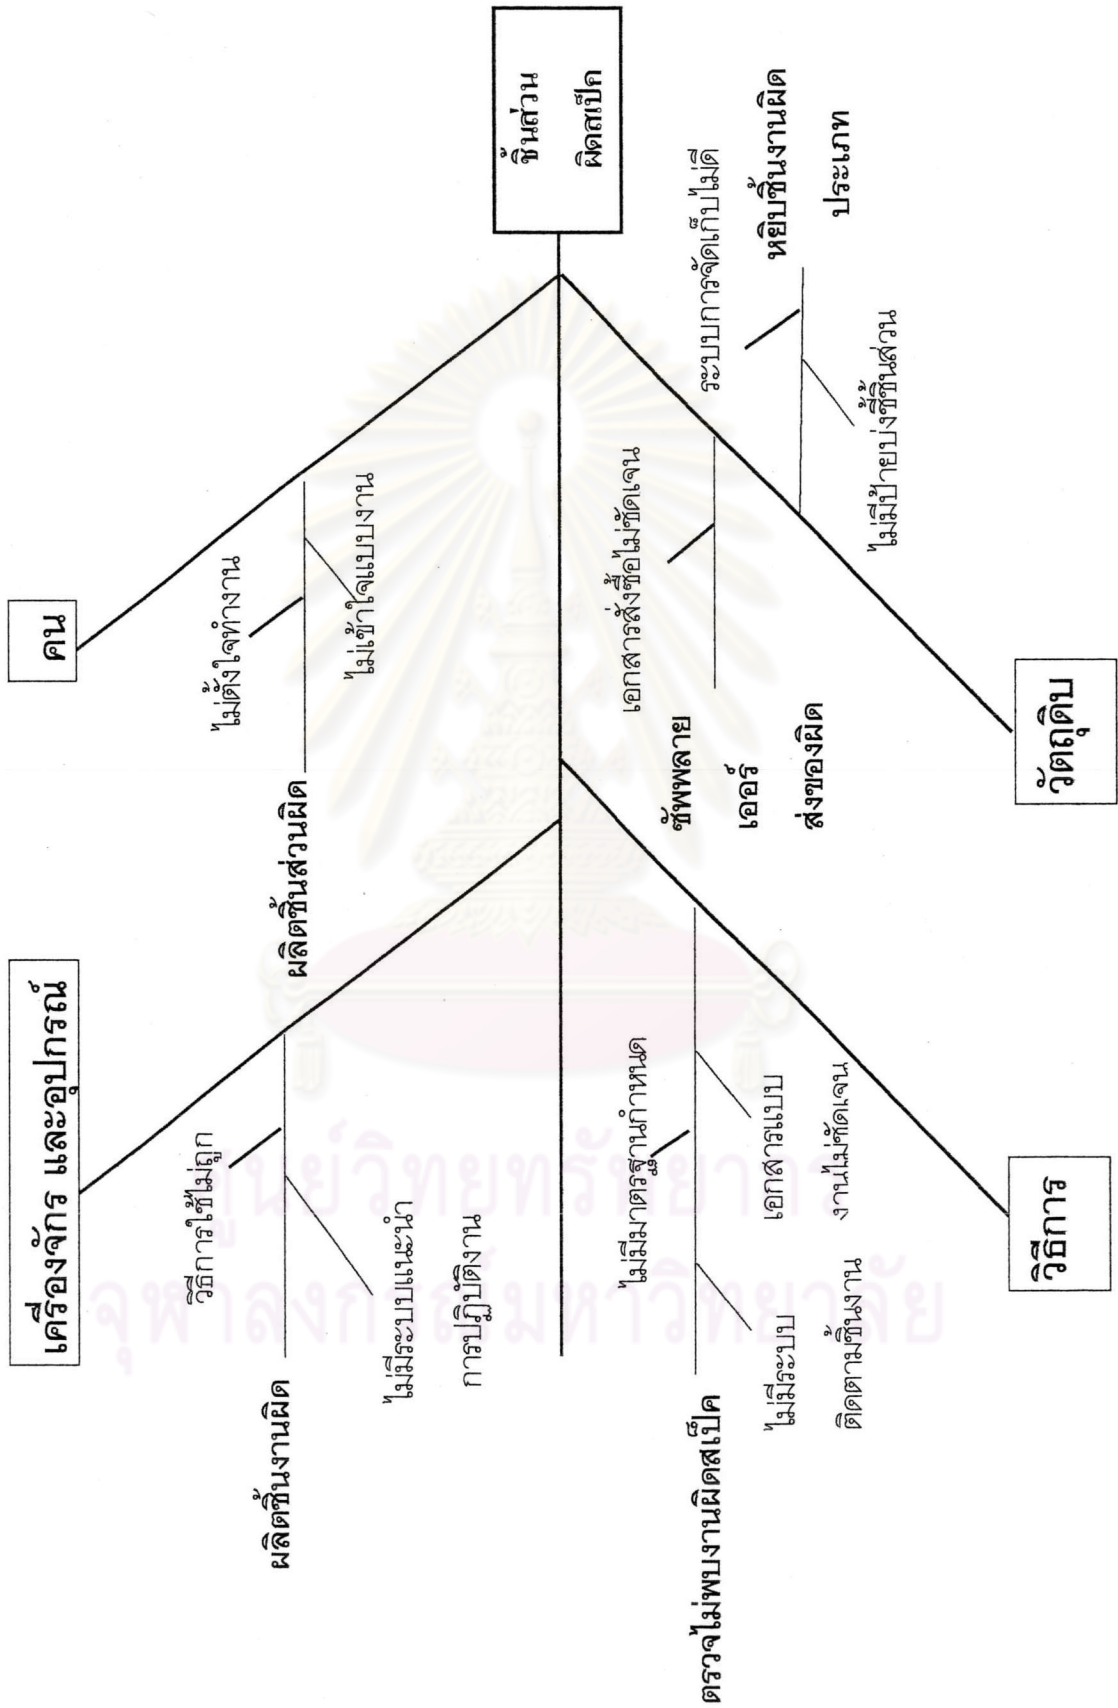 เครื่องจักร และอุปกรณ์
คน
วิธีการใช้ไม่ถูก
ผลิตชิ้นงานผิด
ไม่มีระบบแนะนำ
การปฏิบัติงาน
ไม่ตั้งใจทำงาน
ผลิตชิ้นส่วนผิด
ไม่เข้าใจแบบงาน
ชิ้นส่วน
ผิดสเป็ค
ไม่มีมาตรฐานกำหนด
ตรวจไม่พบงานผิดสเป็ค
ไม่มีระบบ
ติดตามชิ้นงาน
เอกสารแบบ
งานไม่ชัดเจน
เอกสารสั่งซื้อไม่ชัดเจน
ซัพพลาย
เออร์
ส่งของผิด
ระบบการจัดเก็บไม่ดี
หยิบชิ้นงานผิด
ประเภท
ไม่มีป้ายบ่งชี้ชิ้นส่วน
วิธีการ
วัตถุดิบ
ศูนย์วิทยทรัพยากร
จุฬาลงกรณ์มหาวิทยาลัย